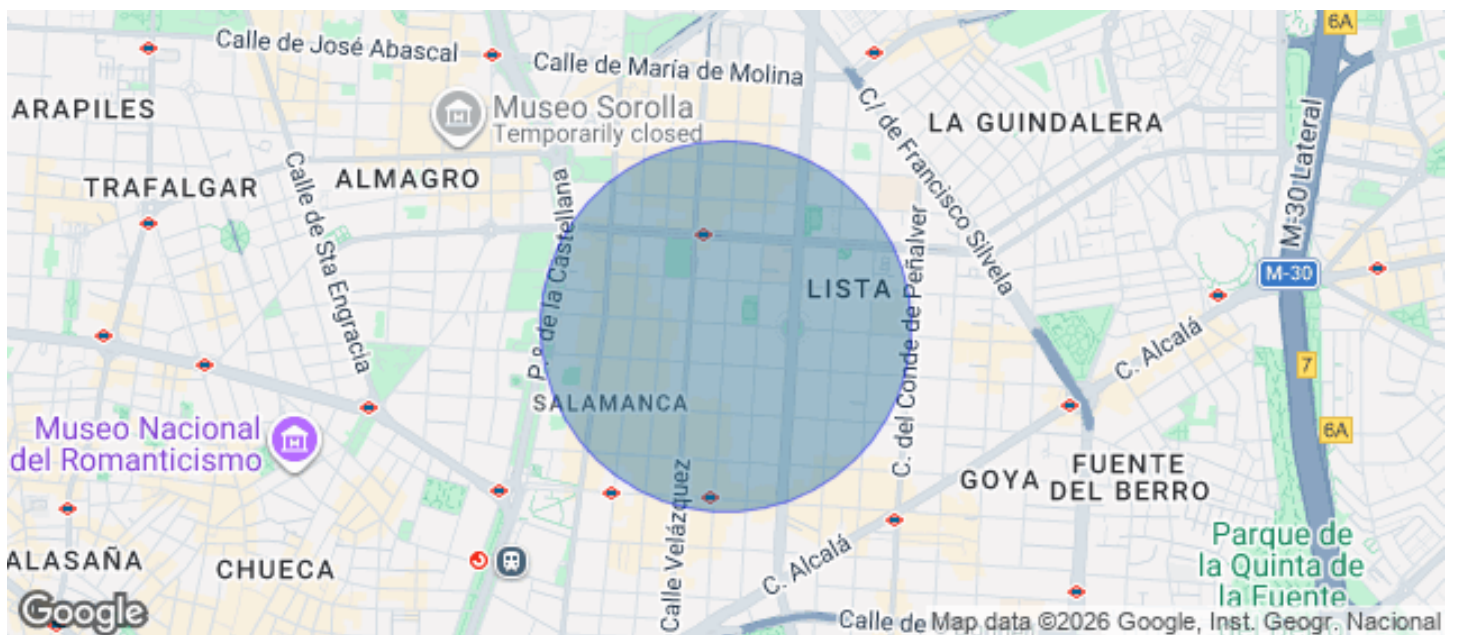 6A
Calle de José Abascal
Calle de María de Molina
ARAPILES
Museo Sorolla
Temporarily closed
C/ de Francisco Silvela
LA GUINDALERA
M-30 Lateral
TRAFALGAR
ALMAGRO
Calle de Sta Engracia
P.º de la Castellana
C. del Conde de Peñalver
LISTA
M-30
C. Alcalá
7
SALAMANCA
Museo Nacional
del Romanticismo
6A
GOYA
FUENTE
DEL BERRO
Calle Velázquez
Parque de
la Quinta de
la Fuente
ALASAÑA
CHUECA
C. Alcalá
Google
Calle de
Map data ©2026 Google, Inst. Geogr. Nacional